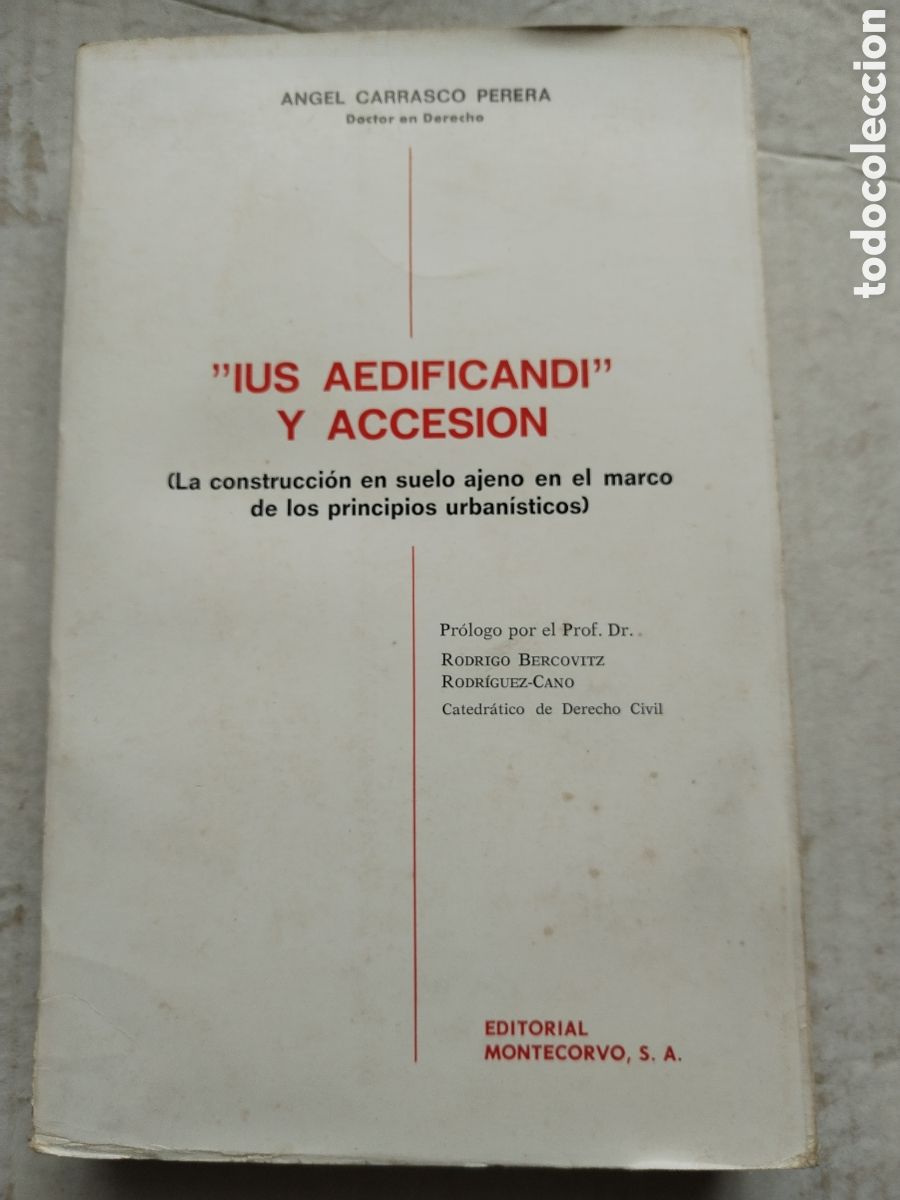 ANGEL CARRASCO PERERA
Doctor en Derecho
"IUS AEDIFICANDI"
Y ACCESION
(La construcción en suelo ajeno en el marco
de los principios urbanísticos)
Prólogo por el Prof. Dr.
RODRIGO BERCOVITZ
RODRÍGUEZ-CANO
Catedrático de Derecho Civil
EDITORIAL
MONTECORVO, S. A.
todocoleccion